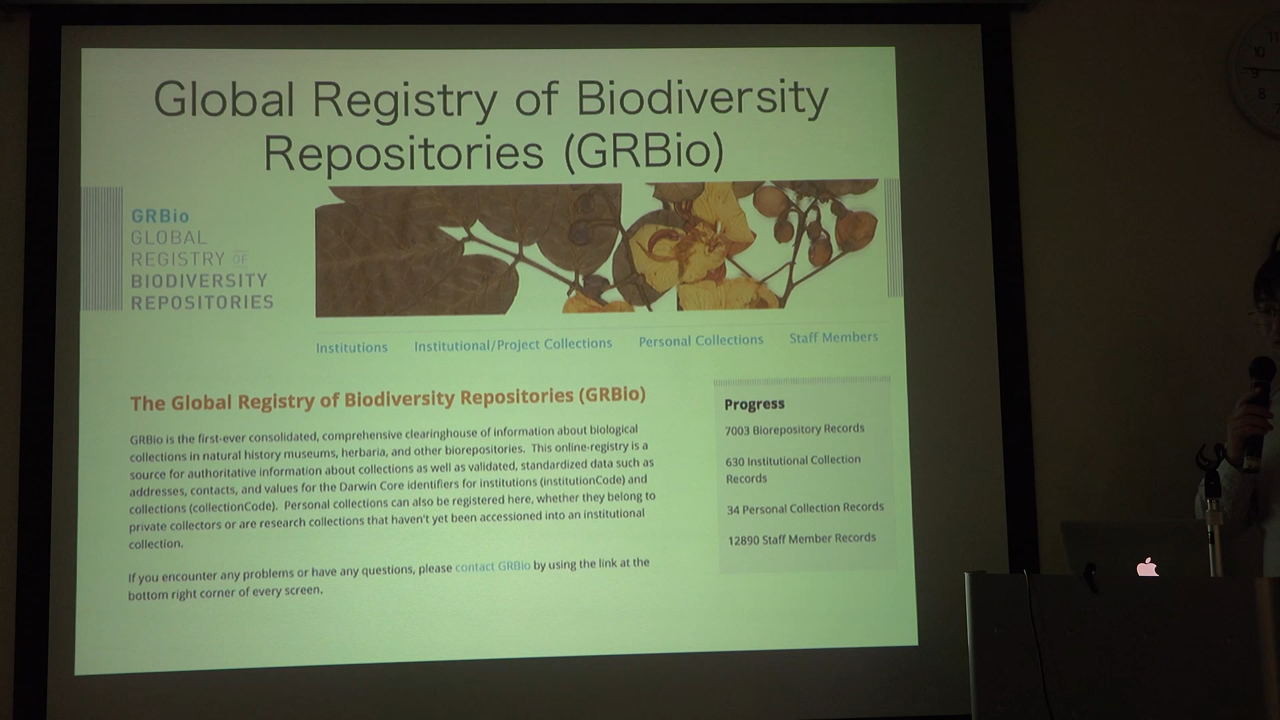 Global Registry of Biodiversity
Repositories (GRBio)
GRBio
GLOBAL
REGISTRY OF
BIODIVERSITY
REPOSITORIES
Institutions Institutional/Project Collections Personal Collections Staff Members
The Global Registry of Biodiversity Repositories (GRBio)
GRBio is the first-ever consolidated, comprehensive clearinghouse of information about biological
collections in natural history museums, herbaria, and other biorepositories. This online-registry is a
source for authoritative information about collections as well as validated, standardized data such as
addresses, contacts, and values for the Darwin Core identifiers for institutions (institutionCode) and
collections (collectionCode). Personal collections can also be registered here, whether they belong to
private collectors or are research collections that haven't yet been accessioned into an institutional
collection.
If you encounter any problems or have any questions, please contact GRBio by using the link at the
bottom right corner of every screen.
Progress
7003 Biorepository Records
630 Institutional Collection
Records
34 Personal Collection Records
12890 Staff Member Records
10
9
8